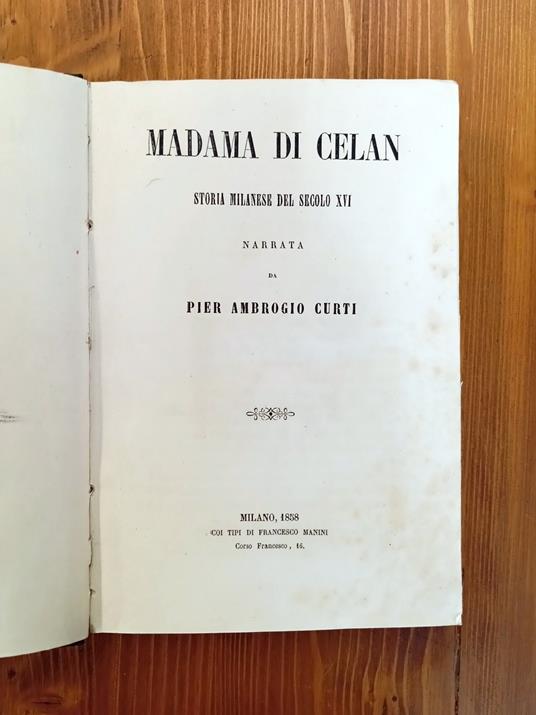 MADAMA DI CELAN
STORIA MILANESE DEL SECOLO XVI
NARRATA
DA
PIER AMBROGIO CURTI
MILANO, 1858
COI TIPI DI FRANCESCO MANINI
Corso Francesco, 16.